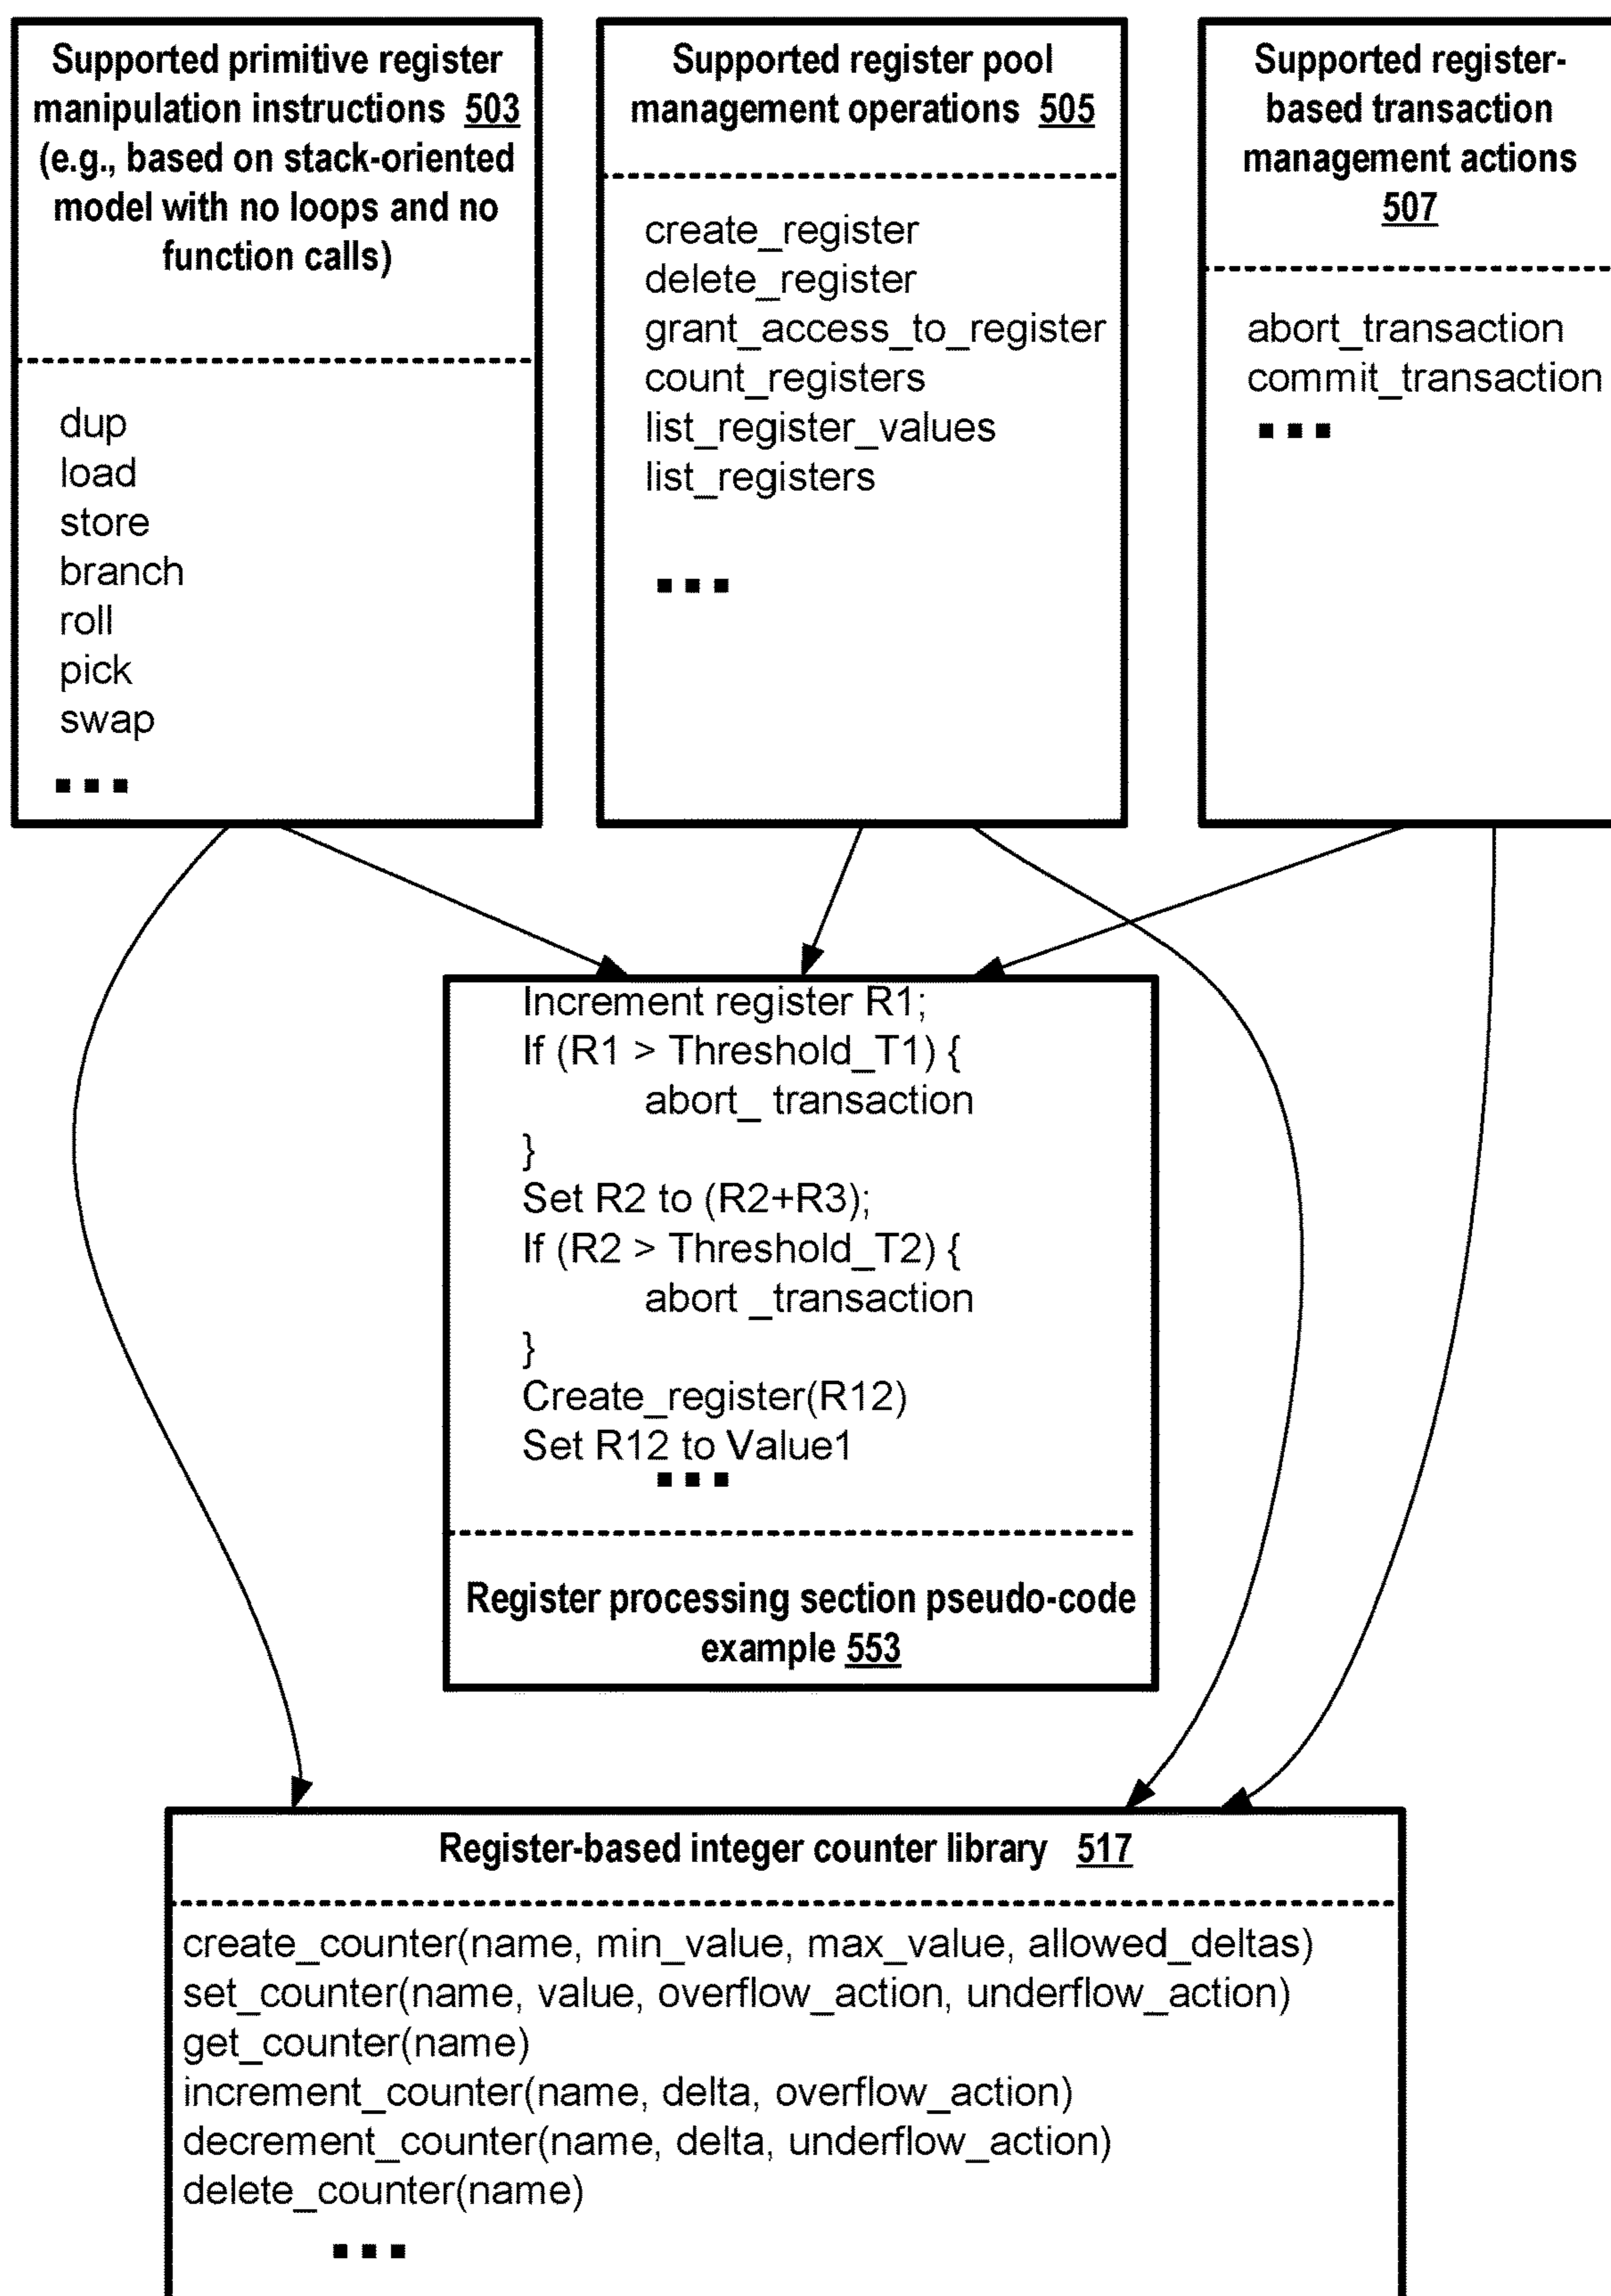 Supported primitive register
manipulation instructions 503
(e.g., based on stack-oriented
model with no loops and no
function calls)
dup
load
store
branch
roll
pick
swap
...
Supported register pool
management operations 505
create_register
delete_register
grant_access_to_register
count_registers
list_register_values
list_registers
...
Supported register-
based transaction
management actions
507
abort_transaction
commit_transaction
...
Increment register R1;
If (R1 > Threshold_T1) {
abort_ transaction
}
Set R2 to (R2+R3);
If (R2 > Threshold_T2) {
abort _transaction
}
Create_register(R12)
Set R12 to Value1
...
Register processing section pseudo-code
example 553
Register-based integer counter library 517
create_counter(name, min_value, max_value, allowed_deltas)
set_counter(name, value, overflow_action, underflow_action)
get_counter(name)
increment_counter(name, delta, overflow_action)
decrement_counter(name, delta, underflow_action)
delete_counter(name)
...